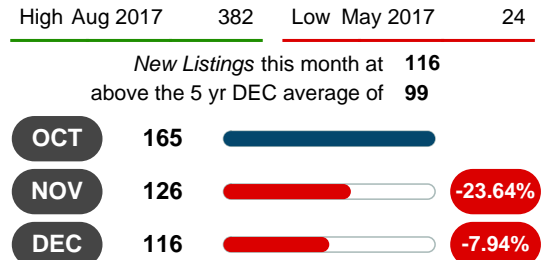 High Aug 2017 382 Low May 2017 24
New Listings this month at 116
above the 5 yr DEC average of 99
OCT 165
NOV 126 -23.64%
DEC 116 -7.94%